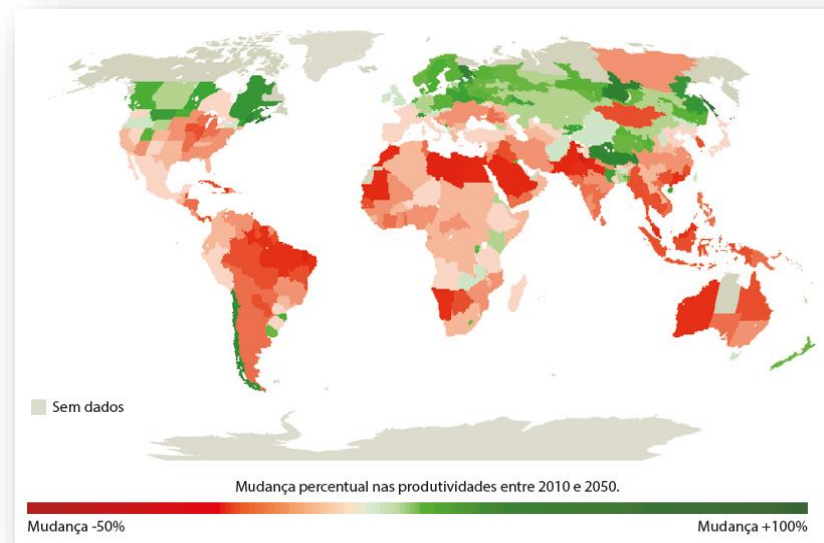 Sem dados
Mudança percentual nas produtividades entre 2010 e 2050.
Mudança -50%
Mudança +100%